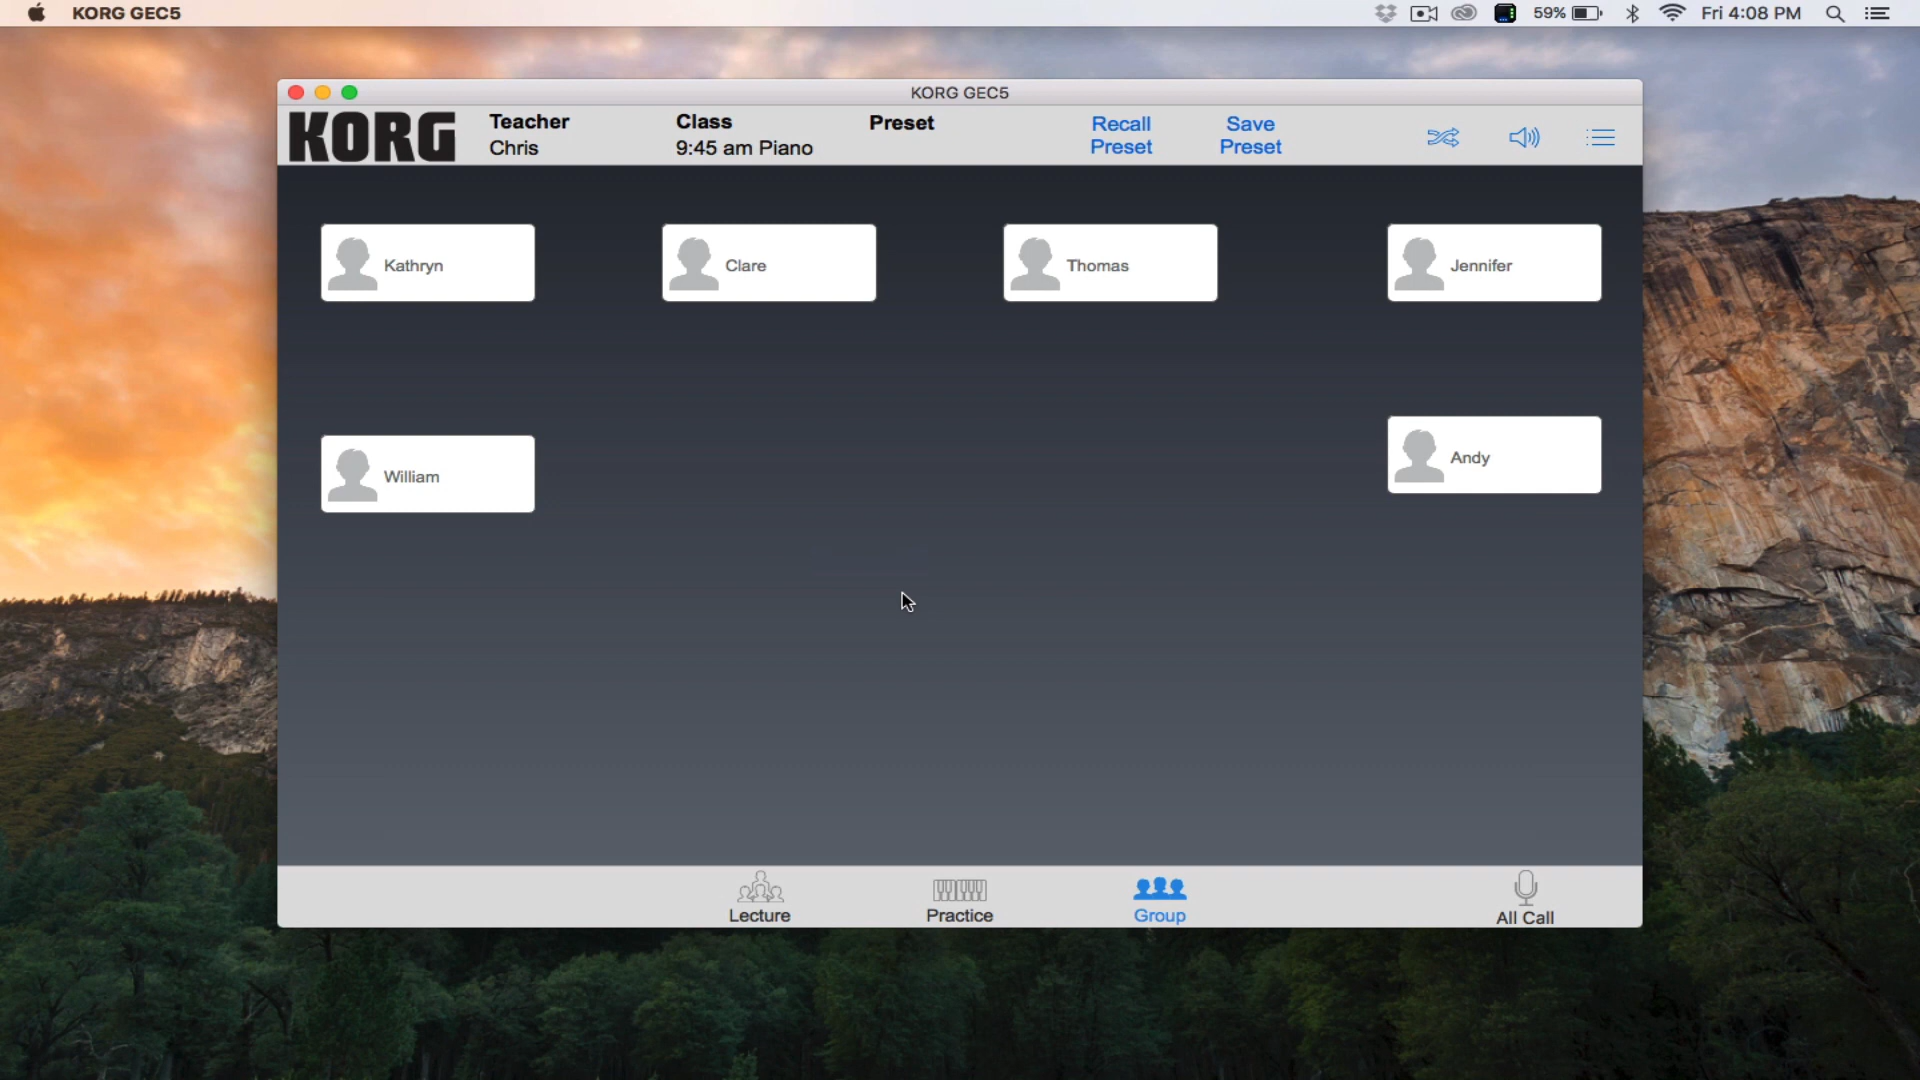 KORG GEC5
59%
Fri 4:08 PM
KORG GEC5
KORG
Teacher
Chris
Class
9:45 am Piano
Preset
Recall
Preset
Save
Preset
Kathryn
Clare
Thomas
Jennifer
William
Andy
Lecture
Practice
Group
All Call